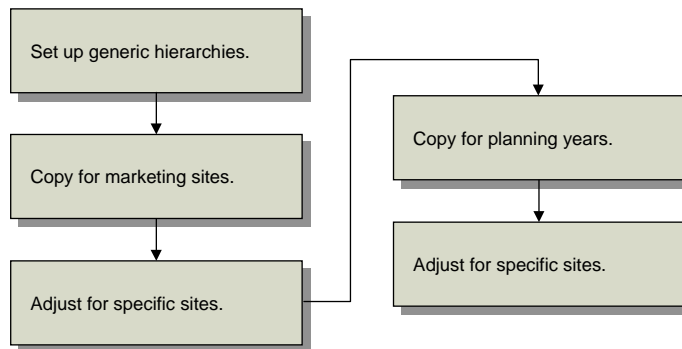 Set up generic hierarchies.
Copy for marketing sites.
Adjust for specific sites.
Copy for planning years.
Adjust for specific sites.